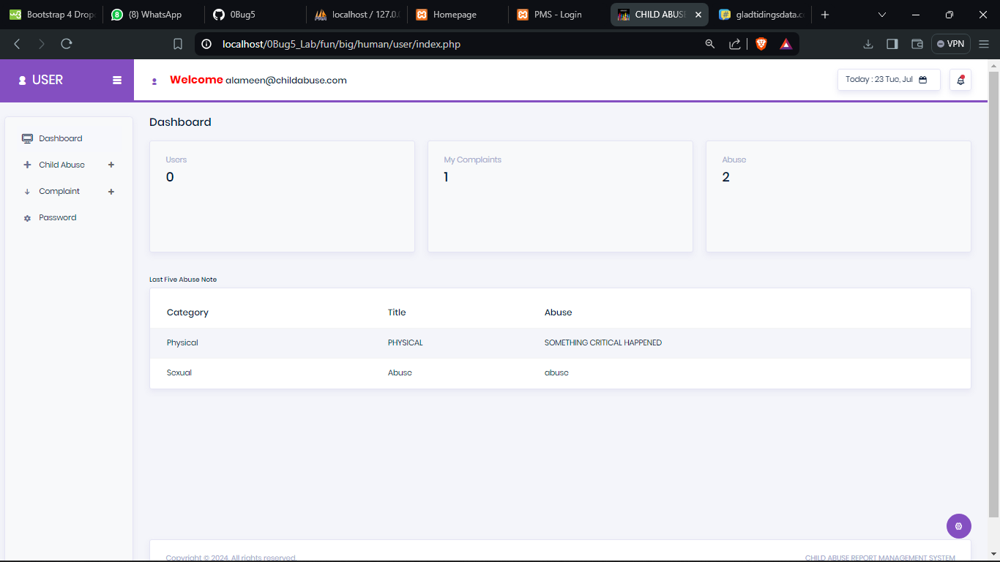 Bootstrap 4 Drop
(8) WhatsApp
0Bug5
localhost / 127.0.
Homepage
PMS - Login
CHILD ABUSE
gladtidingsdata.c
localhost/0Bug5_Lab/fun/big/human/user/index.php
VPN
USER
Welcome alameen@childabuse.com
Today : 23 Tue, Jul
Dashboard
Child Abuse +
Complaint +
Password
Dashboard
Users
0
My Complaints
1
Abuse
2
Last Five Abuse Note
Category Title Abuse
Physical PHYSICAL SOMETHING CRITICAL HAPPENED
Sexual Abuse abuse
Copyright © 2024. All rights reserved.
CHILD ABUSE REPORT MANAGEMENT SYSTEM